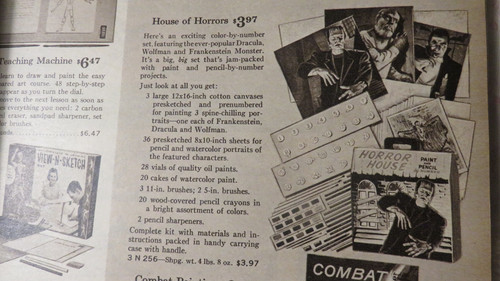 Teaching Machine $6.47
learn to draw and paint the easy
art course. 48 step-by-step
appear as you turn the dial.
to the next lessons as soon as
everything you need: 2 carbon
eraser, sandpad sharpener, set
brushes.
6.47
VIEW-N-SKETCH
House of Horrors $3.97
Here's an exciting color-by-number
set, featuring the ever-popular Dracula,
Wolfman and Frankenstein Monster.
It's a big, big set that's jam-packed
with paint and pencil-by-number
projects.
Just look at all you get:
3 large 12x16-inch cotton canvases
presketched and prenumbered
for painting 3 spine-chilling por-
traits—one each of Frankenstein,
Dracula and Wolfman.
36 presketched 8x10-inch sheets for
pencil and watercolor portraits of
the featured characters.
28 vials of quality oil paints.
20 cakes of watercolor paint.
3 11-in. brushes; 2 5-in. brushes.
20 wood-covered pencil crayons in
a bright assortment of colors.
2 pencil sharpeners.
Complete kit with materials and in-
structions packed in handy carrying
case with handle.
3 N 256—Shpg. wt. 4 lbs. 8 oz. $3.97
HORROR
HOUSE
PAINT
PENCIL
COMBAT
Combat